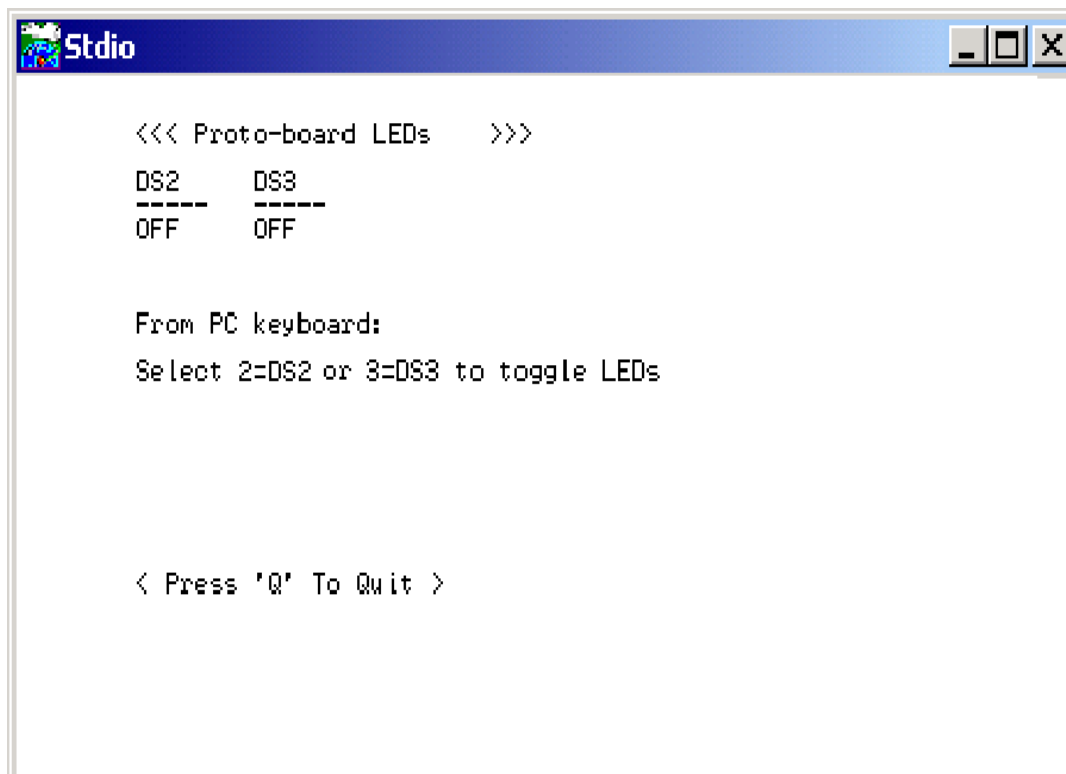 Stdio
<<< Proto-board LEDs >>>
DS2 DS3
----- -----
OFF OFF
From PC keyboard:
Select 2=DS2 or 3=DS3 to toggle LEDs
< Press 'Q' To Quit >